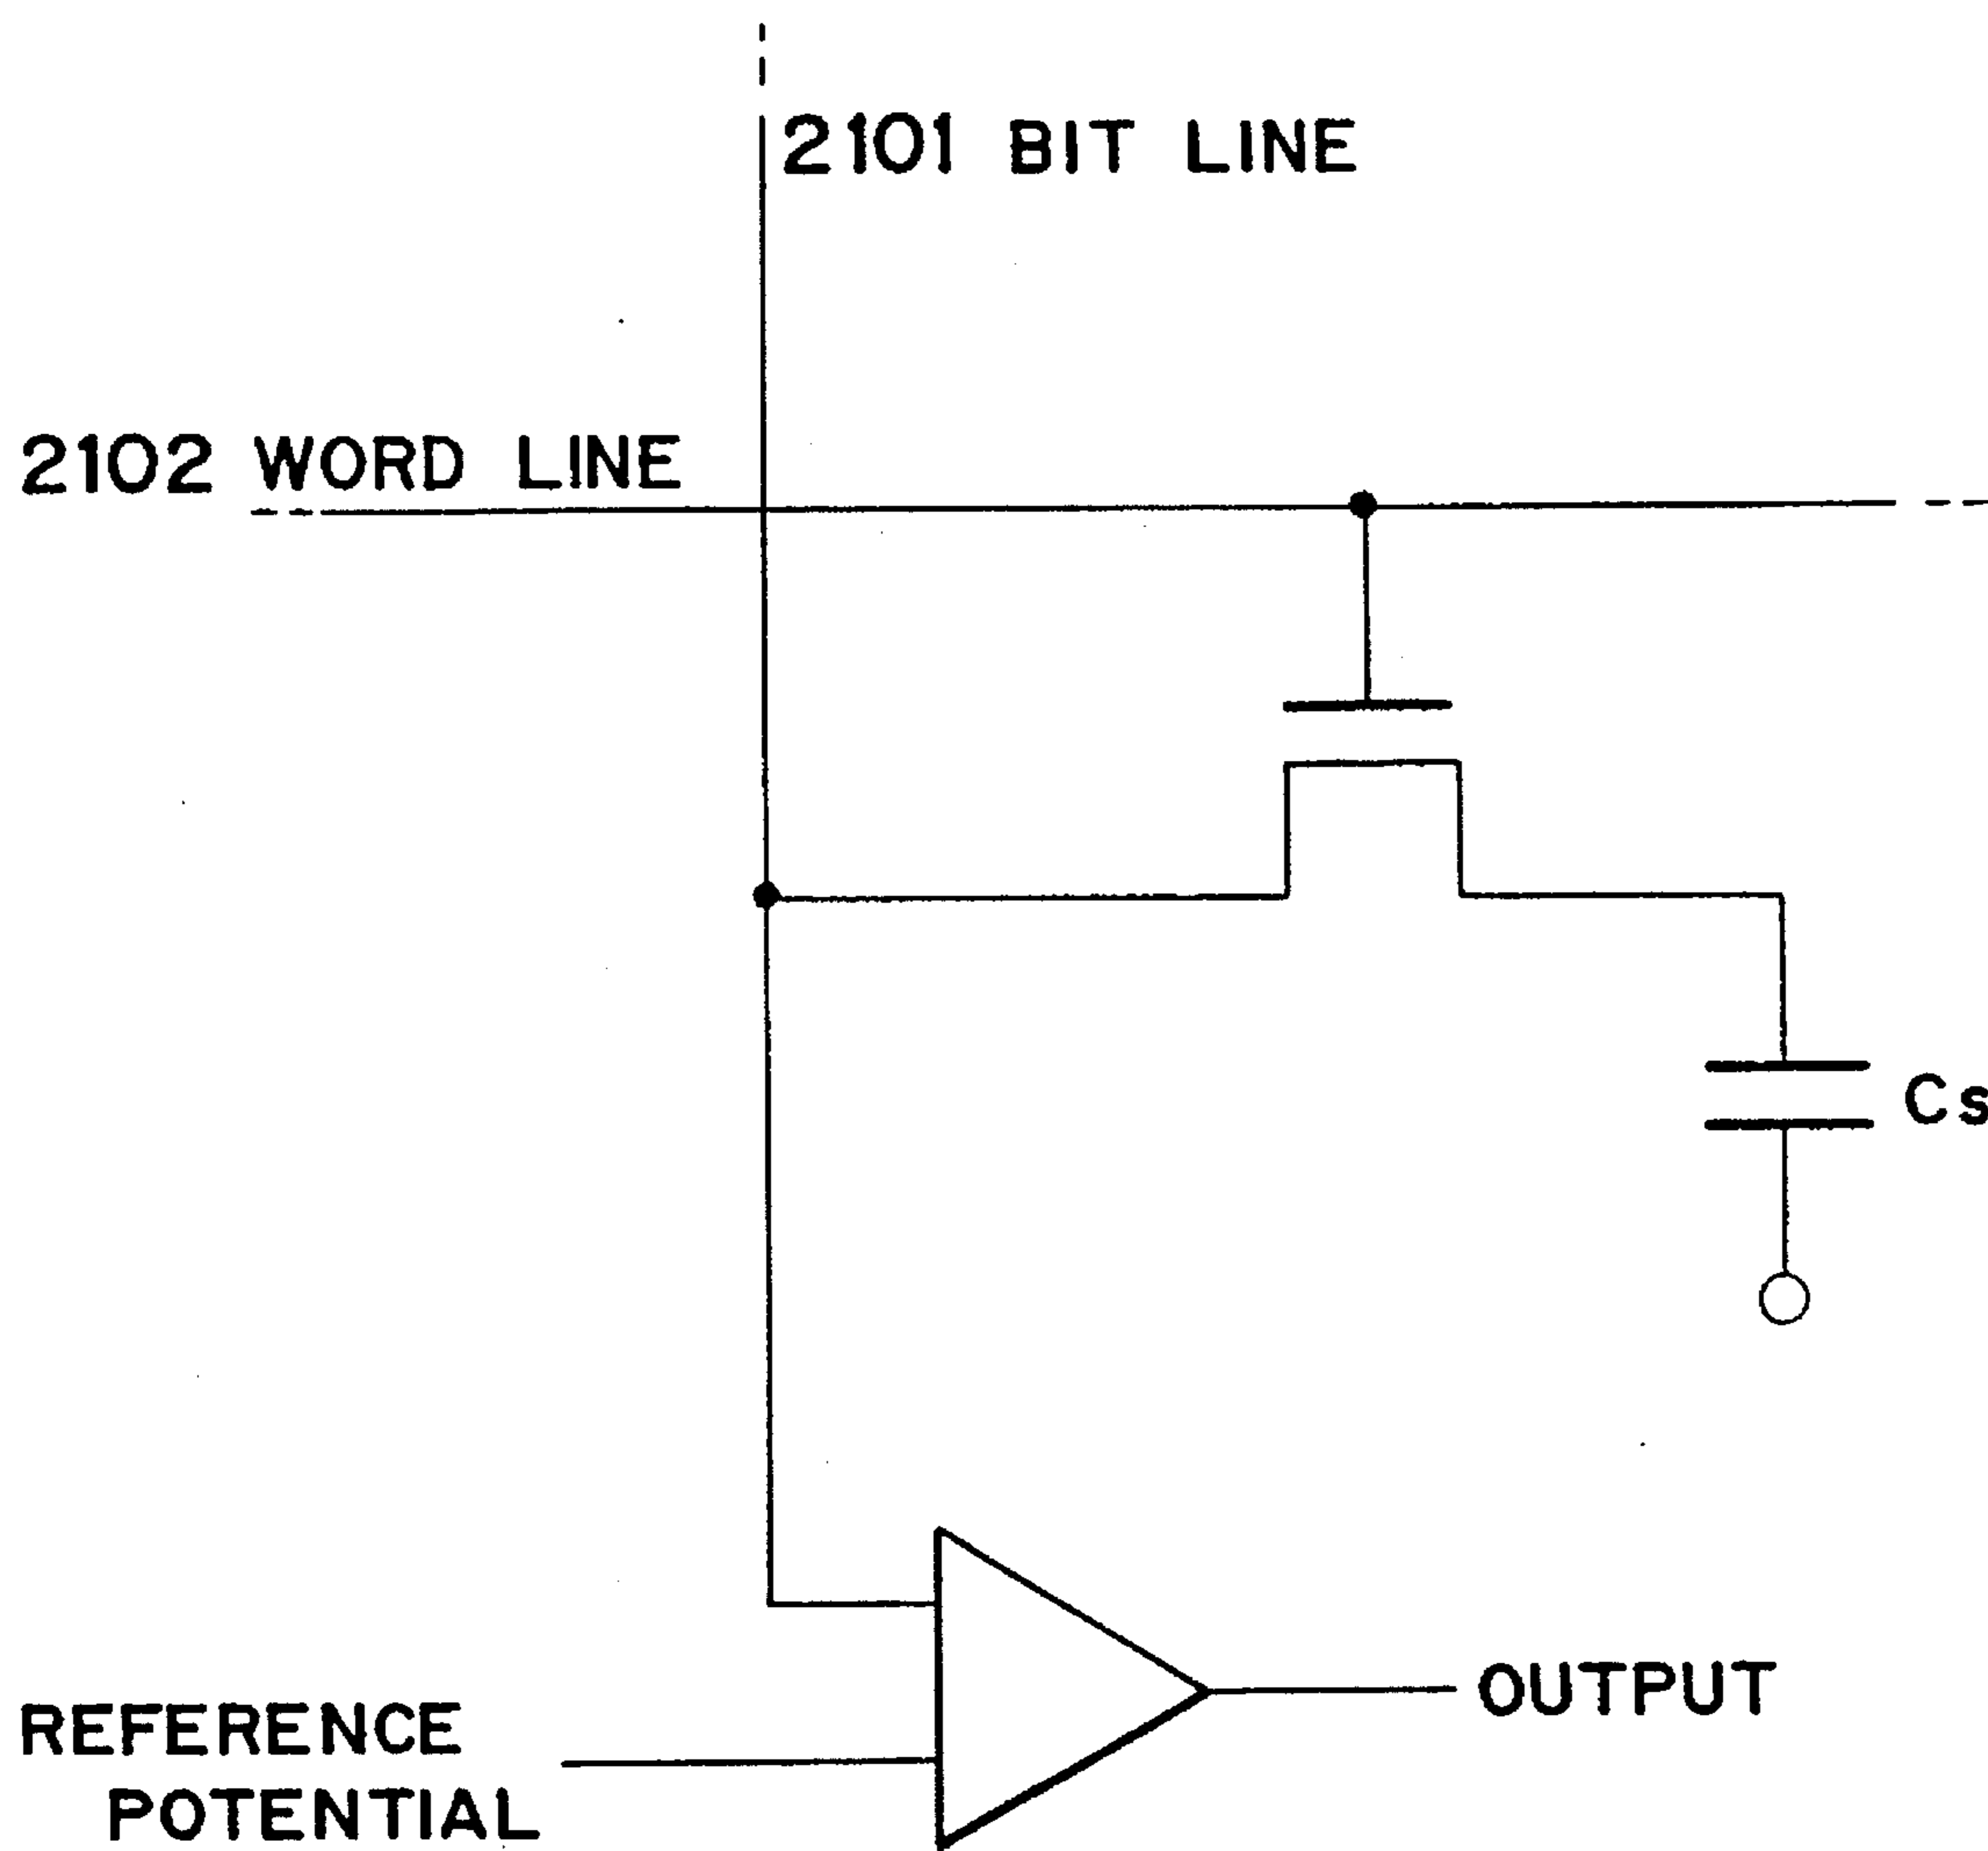 2101 BIT LINE
2102 WORD LINE
Cs
OUTPUT
REFERENCE
POTENTIAL